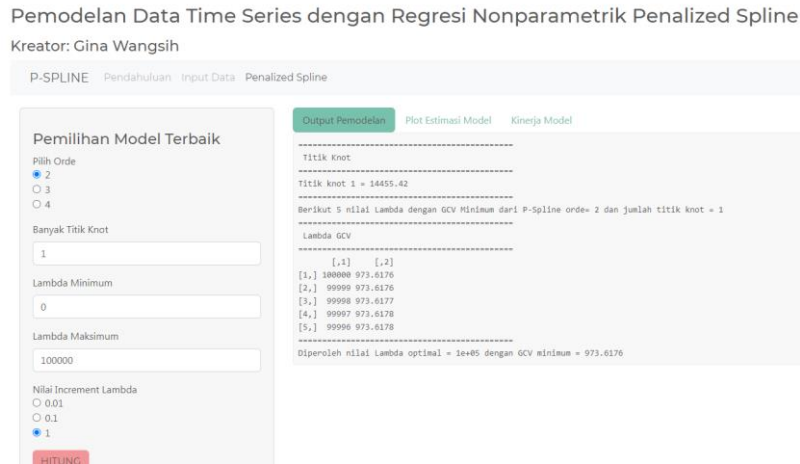 Pemodelan Data Time Series dengan Regresi Nonparametrik Penalized Spline
Kreator: Gina Wangsih
P-SPLINE Pendahuluan Input Data Penalized Spline
Pemilihan Model Terbaik
Pilih Orde
2
3
4
Banyak Titik Knot
1
Lambda Minimum
0
Lambda Maksimum
100000
Nilai Increment Lambda
0.01
0.1
1
HITUNG
Output Pemodelan Plot Estimasi Model Kinerja Model
----------------------------------------------
Titik Knot
----------------------------------------------
Titik knot 1 = 14455.42
----------------------------------------------
Berikut 5 nilai Lambda dengan GCV Minimum dari P-Spline orde= 2 dan jumlah titik knot = 1
----------------------------------------------
Lambda GCV
----------------------------------------------
[,1] [,2]
[1,] 100000 973.6176
[2,] 99999 973.6176
[3,] 99998 973.6177
[4,] 99997 973.6178
[5,] 99996 973.6178
----------------------------------------------
Diperoleh nilai Lambda optimal = 1e+05 dengan GCV minimum = 973.6176